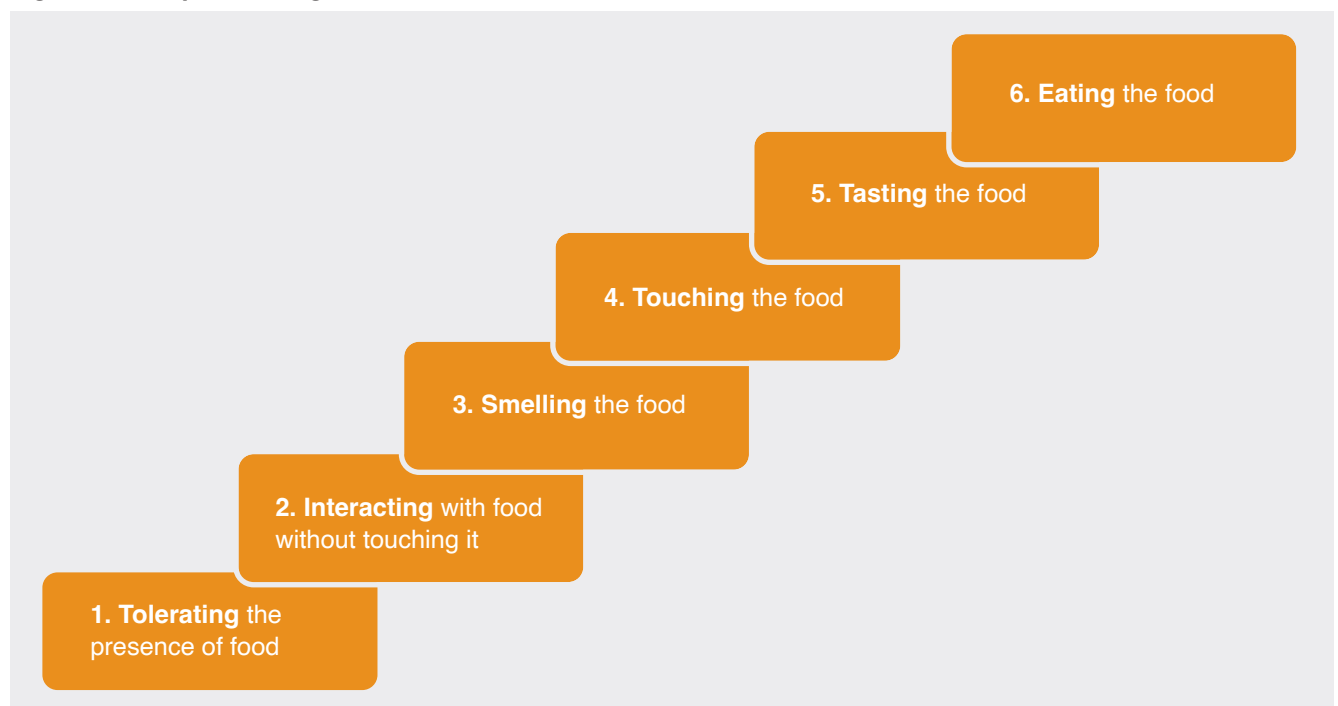 6. Eating the food
5. Tasting the food
4. Touching the food
3. Smelling the food
2. Interacting with food
without touching it
1. Tolerating the
presence of food